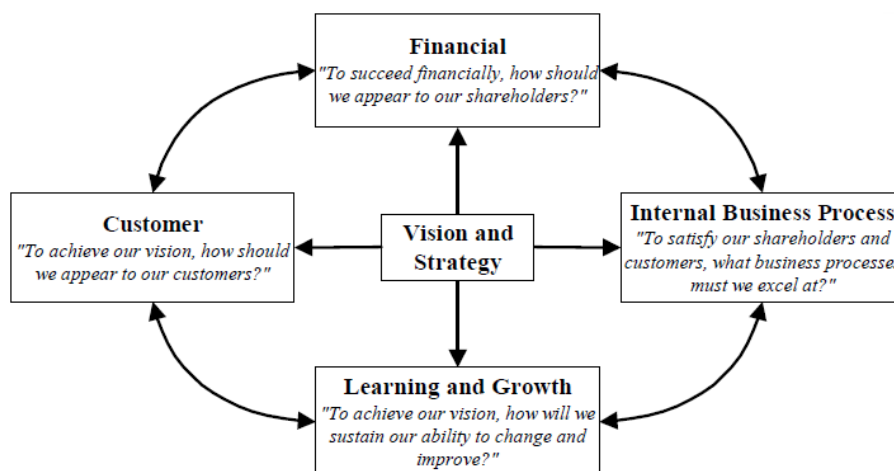 Financial
"To succeed financially, how should
we appear to our shareholders?"
Customer
"To achieve our vision, how should
we appear to our customers?"
Vision and
Strategy
Internal Business Process
"To satisfy our shareholders and
customers, what business processes
must we excel at?"
Learning and Growth
"To achieve our vision, how will we
sustain our ability to change and
improve?"